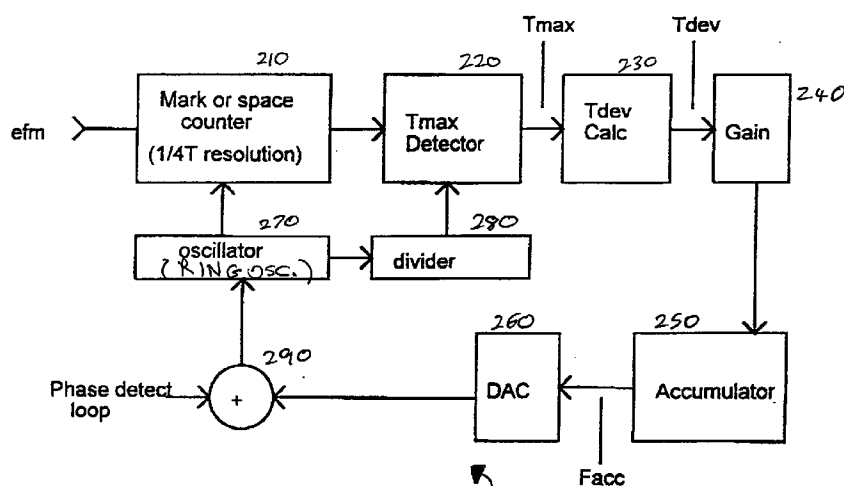 Tmax
Tdev
210
220
230
240
efm
Mark or space
counter
(1/4T resolution)
Tmax
Detector
Tdev
Calc
Gain
270
280
oscillator
(RING OSC.)
divider
290
260
250
Phase detect
loop
+
DAC
Accumulator
Facc